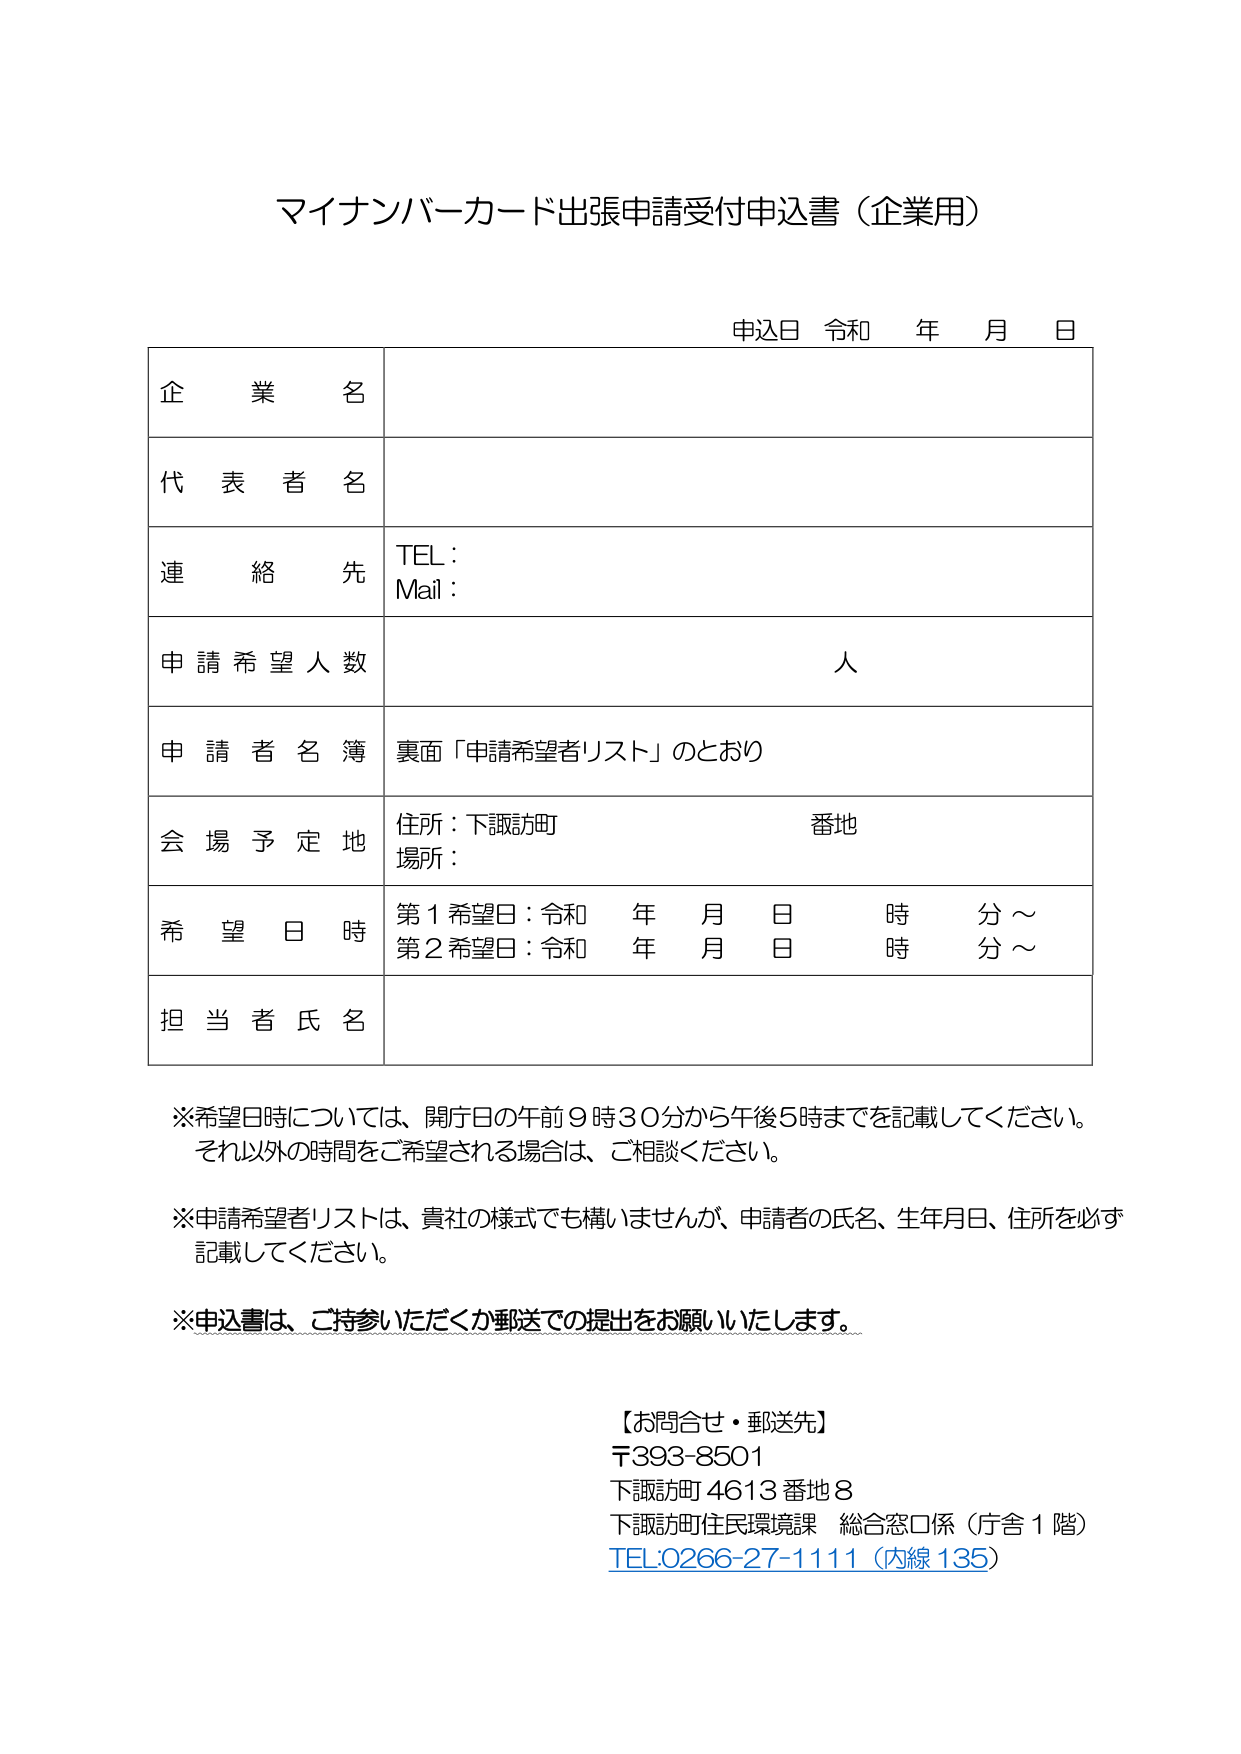 マイナンバーカード出張申請受付申込書（企業用）
申込日　令和　　年　　月　　日
企業名
代表者名
連絡先
TEL：
Mail：
申請希望人数
人
申請者名簿
裏面「申請希望者リスト」のとおり
会場予定地
住所：下諏訪町　　　　　　　　　　　番地
場所：
希望日時
第１希望日：令和　　年　　月　　日　　　　時　　　分～
第２希望日：令和　　年　　月　　日　　　　時　　　分～
担当者氏名
※希望日時については、開庁日の午前９時３０分から午後５時までを記載してください。
それ以外の時間をご希望される場合は、ご相談ください。
※申請希望者リストは、貴社の様式でも構いませんが、申請者の氏名、生年月日、住所を必ず
記載してください。
※申込書は、ご持参いただくか郵送での提出をお願いいたします。
【お問合せ・郵送先】
〒393-8501
下諏訪町 4613 番地８
下諏訪町住民環境課　総合窓口係（庁舎１階）
TEL:0266-27-1111（内線 135）